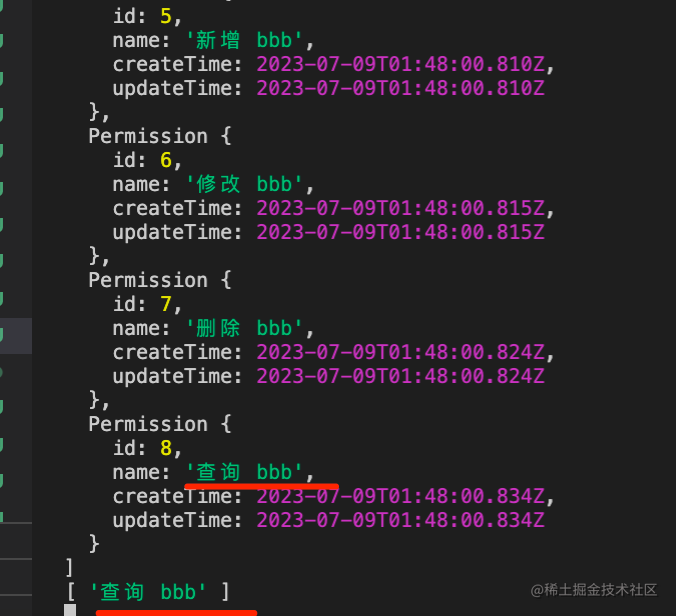 id: 5,
name: '新增 bbb',
createTime: 2023-07-09T01:48:00.810Z,
updateTime: 2023-07-09T01:48:00.810Z
},
Permission {
id: 6,
name: '修改 bbb',
createTime: 2023-07-09T01:48:00.815Z,
updateTime: 2023-07-09T01:48:00.815Z
},
Permission {
id: 7,
name: '删除 bbb',
createTime: 2023-07-09T01:48:00.824Z,
updateTime: 2023-07-09T01:48:00.824Z
},
Permission {
id: 8,
name: '查询 bbb',
createTime: 2023-07-09T01:48:00.834Z,
updateTime: 2023-07-09T01:48:00.834Z
}
]
[ '查询 bbb' ]
@稀土掘金技术社区